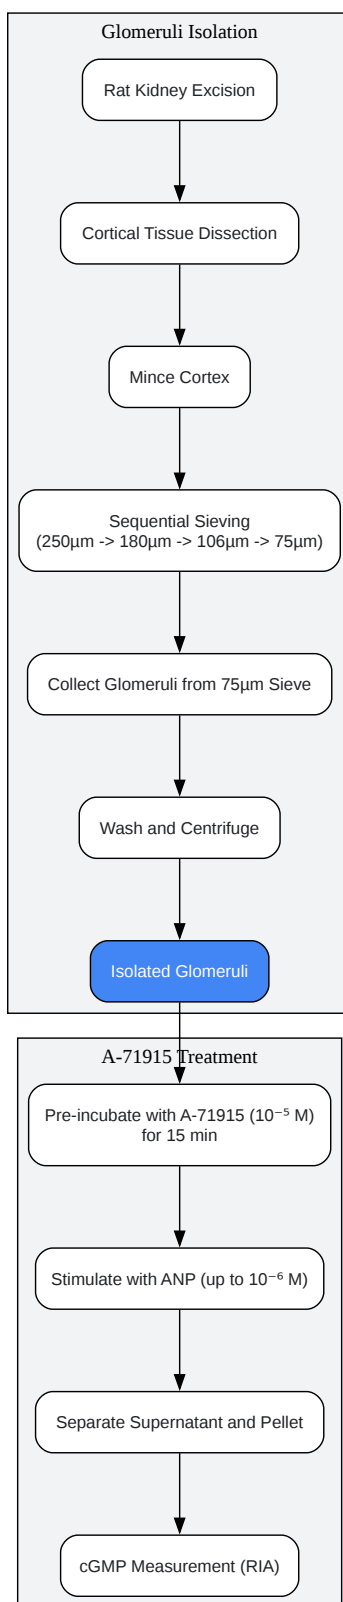 Glomeruli Isolation
Rat Kidney Excision
Cortical Tissue Dissection
Mince Cortex
Sequential Sieving
(250µm -> 180µm -> 106µm -> 75µm)
Collect Glomeruli from 75µm Sieve
Wash and Centrifuge
Isolated Glomeruli
A-71915 Treatment
Pre-incubate with A-71915 (10⁻⁵ M)
for 15 min
Stimulate with ANP (up to 10⁻⁶ M)
Separate Supernatant and Pellet
cGMP Measurement (RIA)